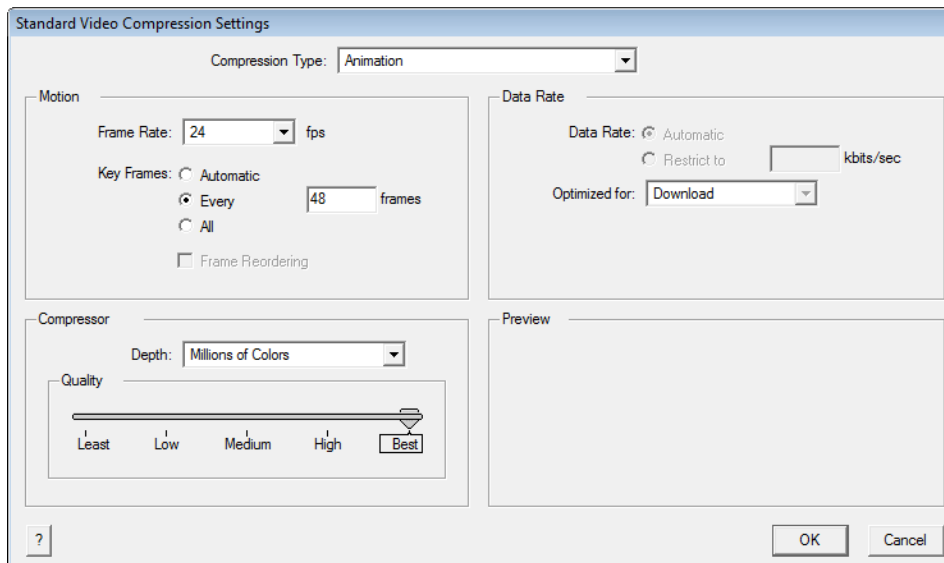 Standard Video Compression Settings
Compression Type: Animation
Motion
Frame Rate: 24 fps
Key Frames: Automatic
Every 48 frames
All
Frame Reordering
Data Rate
Data Rate: Automatic
Restrict to kbits/sec
Optimized for: Download
Compressor
Depth: Millions of Colors
Quality
Least Low Medium High Best
Preview
? OK Cancel